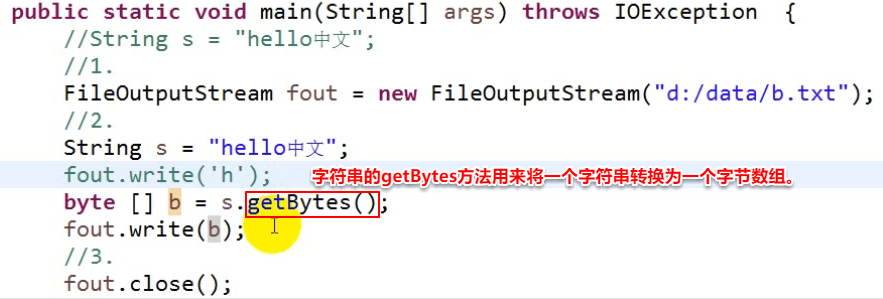 public static void main(String[] args) throws IOException {
//String s = "hello中文";
//1.
FileOutputStream fout = new FileOutputStream("d:/data/b.txt");
//2.
String s = "hello中文";
fout.write('h'); 字符串的getBytes方法用来将一个字符串转换为一个字节数组。
byte [] b = s.getBytes();
fout.write(b);
//3.
fout.close();